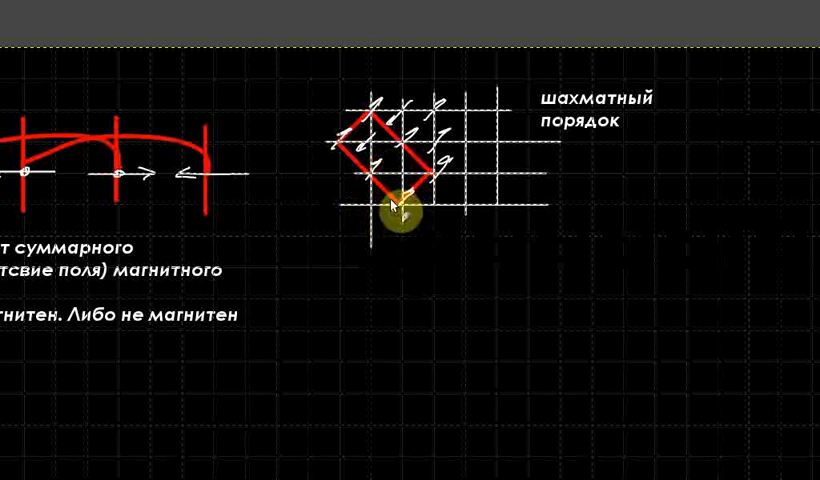 шахматный
порядок
т суммарного
тсвие поля) магнитного
гнитен. Либо не магнитен